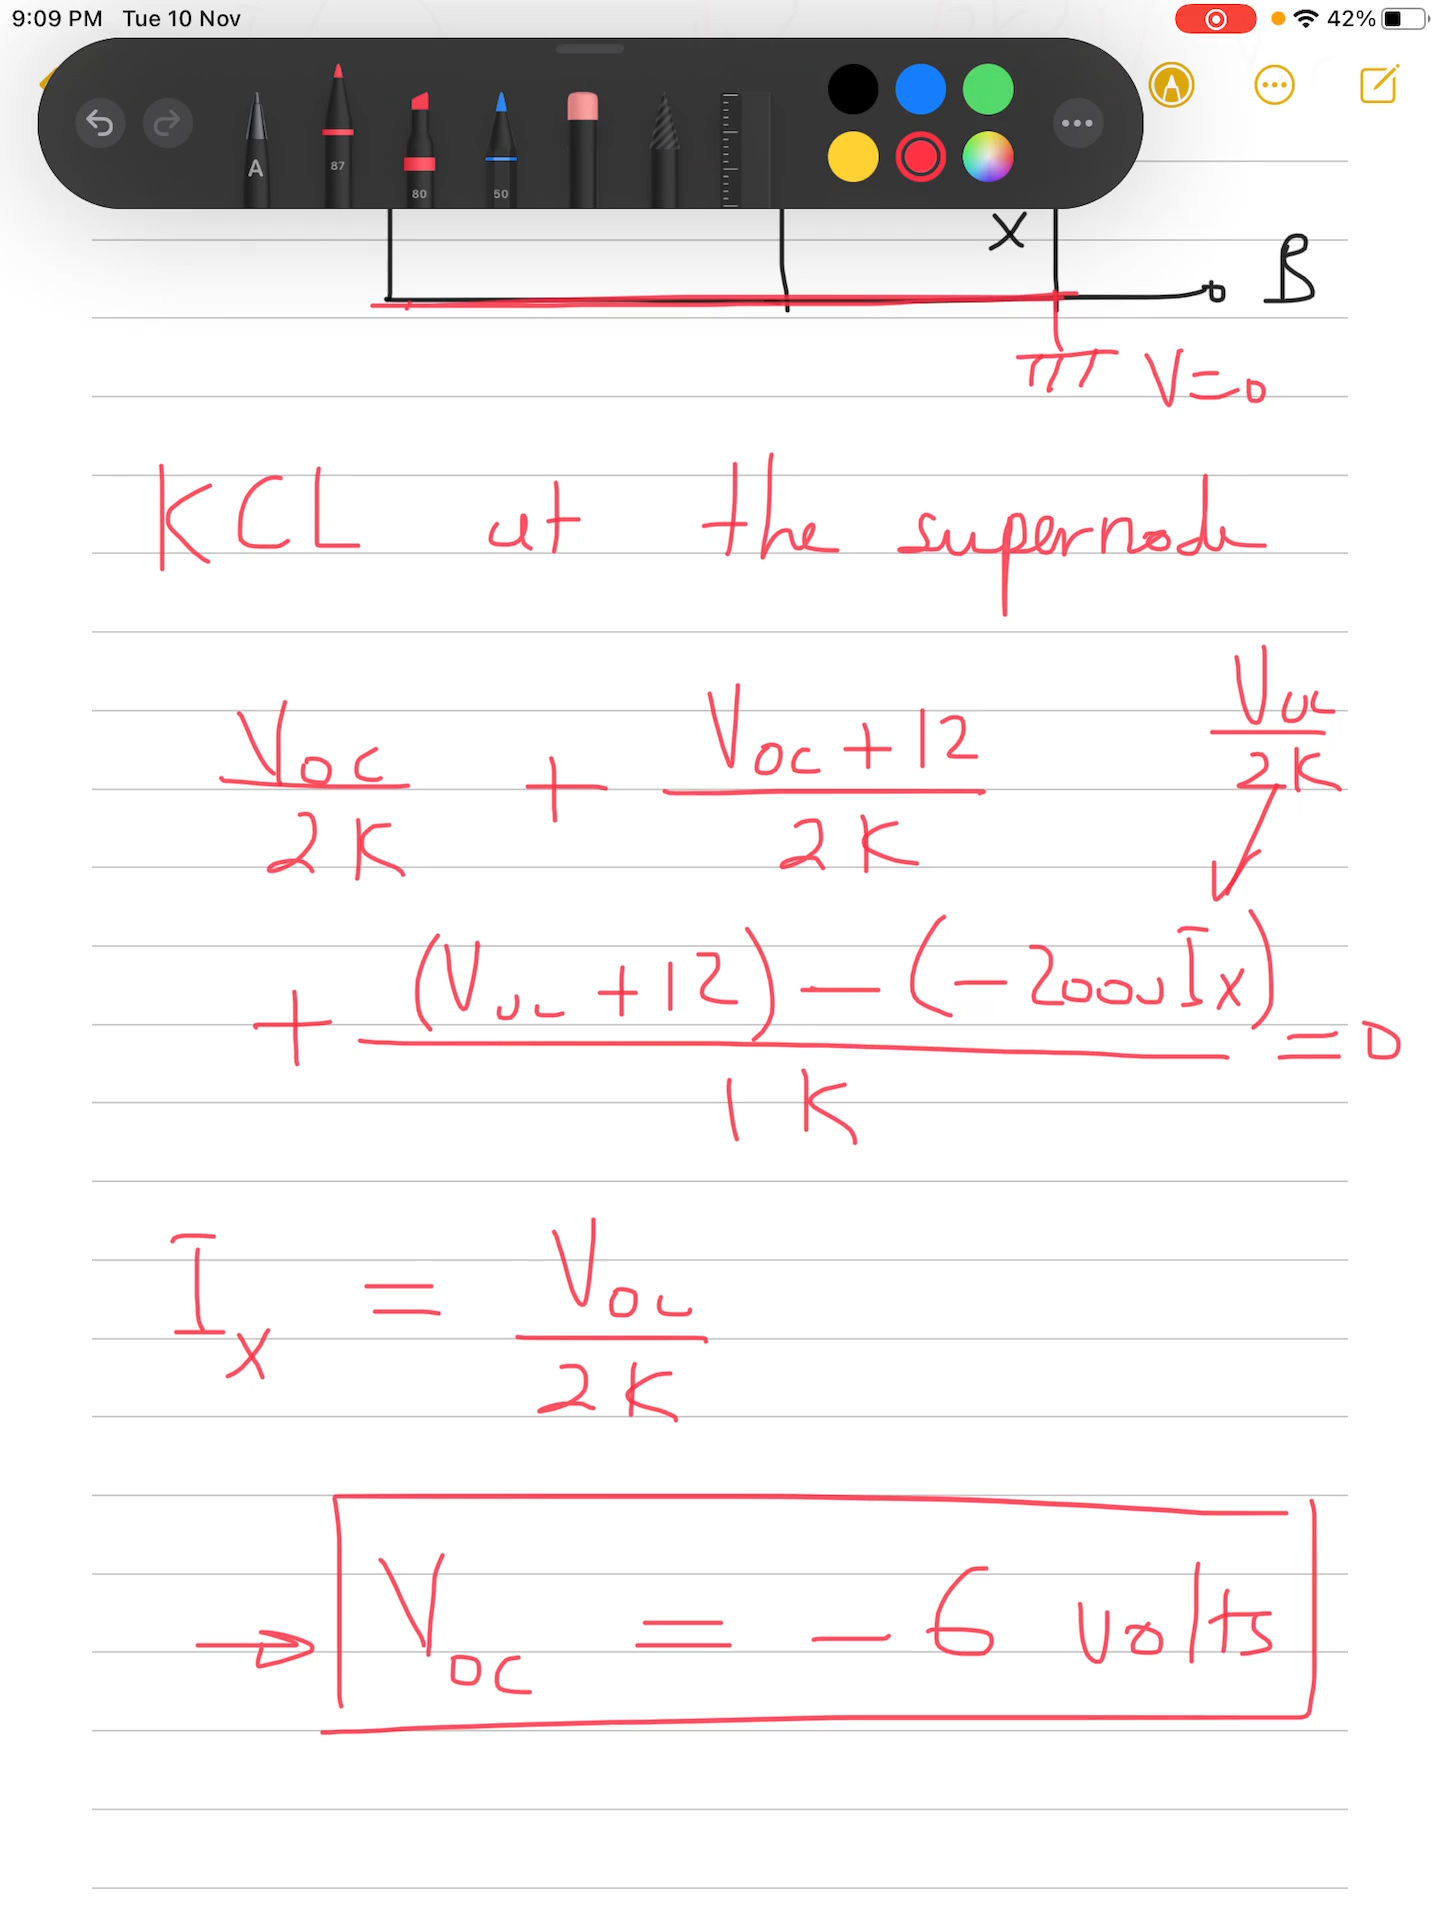 9:09 PM Tue 10 Nov 42%
A 87 80 50
X
B
V=0
KCL at the supernode
Voc/2K + (Voc+12)/2K
Voc/2K
+ ((Voc+12)-(-2000Ix))/1K =0
Ix = Voc/2K
Voc = -6 volts